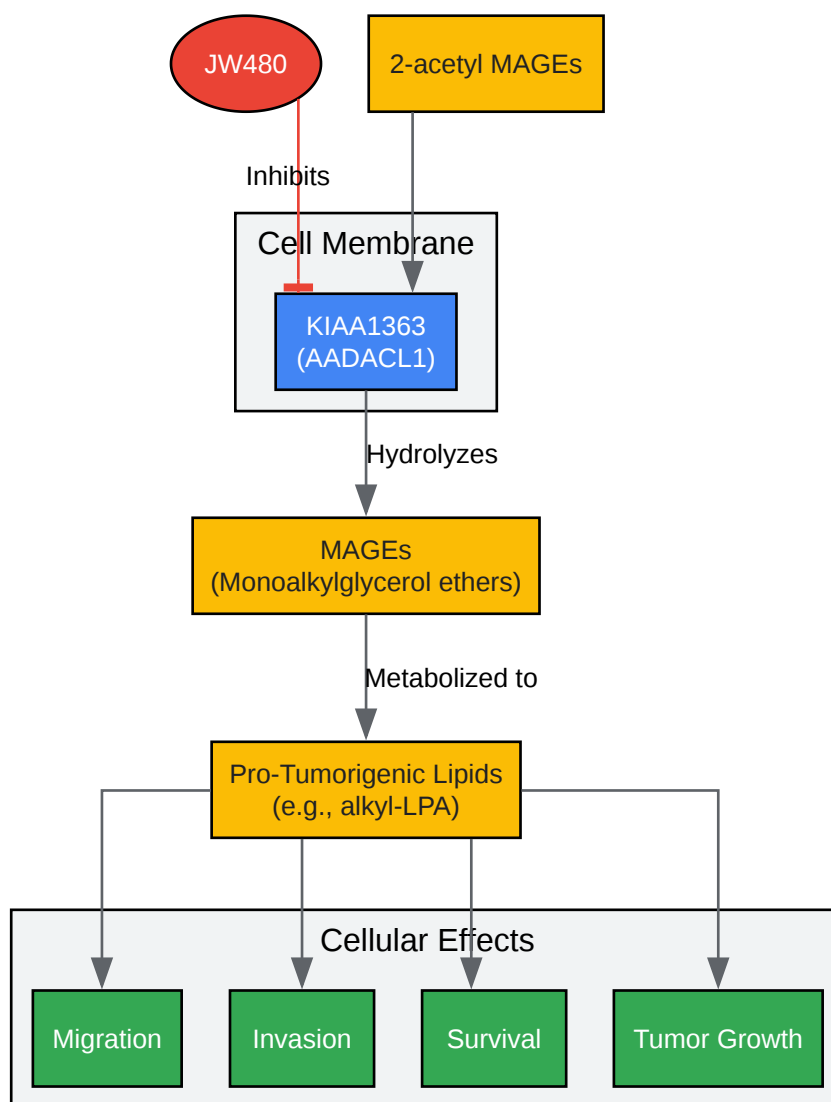 JW480
2-acetyl MAGEs
Inhibits
Cell Membrane
KIAA1363
(AADACL1)
Hydrolyzes
MAGEs
(Monoalkylglycerol ethers)
Metabolized to
Pro-Tumorigenic Lipids
(e.g., alkyl-LPA)
Cellular Effects
Migration
Invasion
Survival
Tumor Growth